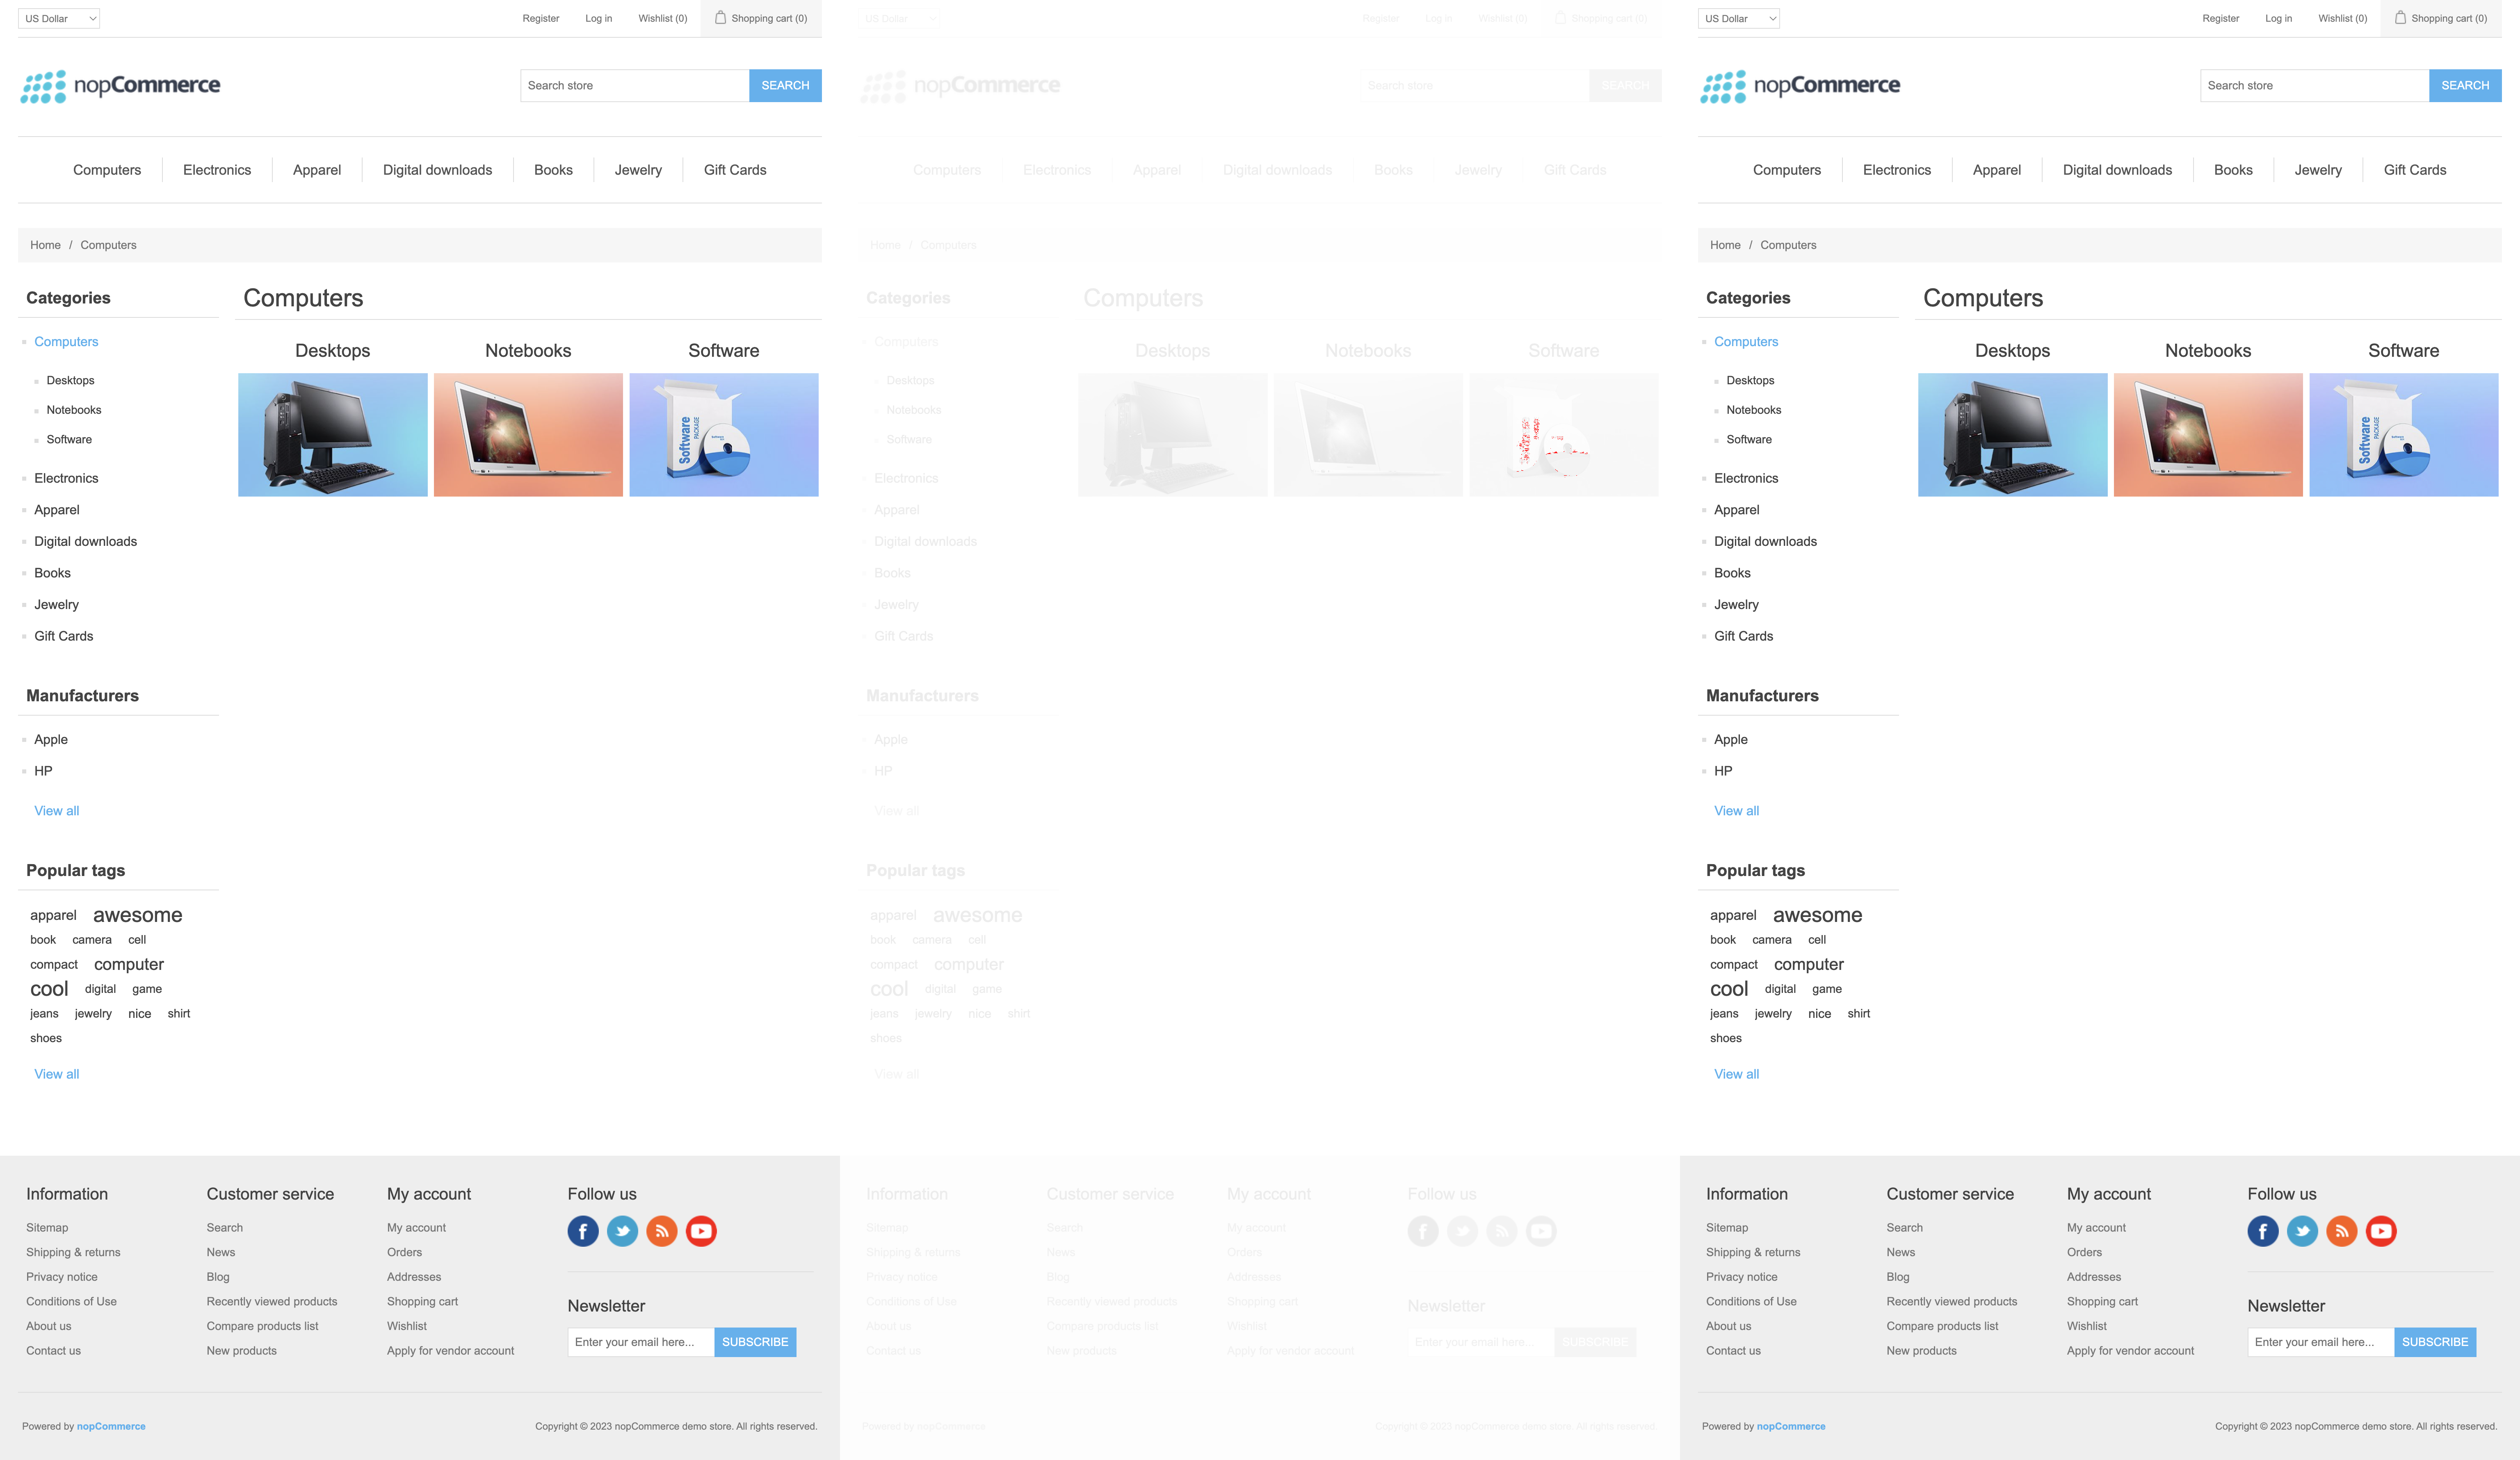 US Dollar Register Log in Wishlist (0) Shopping cart (0)
nopCommerce Search store SEARCH
Computers Electronics Apparel Digital downloads Books Jewelry Gift Cards
Home / Computers
Categories
Computers
Desktops
Notebooks
Software
Electronics
Apparel
Digital downloads
Books
Jewelry
Gift Cards
Manufacturers
Apple
HP
View all
Popular tags
apparel awesome
book camera cell
compact computer
cool digital game
jeans jewelry nice shirt
shoes
View all
Computers
Desktops Notebooks Software
Software
PACKAGE
Information
Sitemap
Shipping & returns
Privacy notice
Conditions of Use
About us
Contact us
Customer service
Search
News
Blog
Recently viewed products
Compare products list
New products
My account
My account
Orders
Addresses
Shopping cart
Wishlist
Apply for vendor account
Follow us
Newsletter
Enter your email here... SUBSCRIBE
Powered by nopCommerce Copyright © 2023 nopCommerce demo store. All rights reserved.
US Dollar Register Log in Wishlist (0) Shopping cart (0)
nopCommerce Search store SEARCH
Computers Electronics Apparel Digital downloads Books Jewelry Gift Cards
Home / Computers
Categories
Computers
Desktops
Notebooks
Software
Electronics
Apparel
Digital downloads
Books
Jewelry
Gift Cards
Manufacturers
Apple
HP
View all
Popular tags
apparel awesome
book camera cell
compact computer
cool digital game
jeans jewelry nice shirt
shoes
View all
Computers
Desktops Notebooks Software
Information
Sitemap
Shipping & returns
Privacy notice
Conditions of Use
About us
Contact us
Customer service
Search
News
Blog
Recently viewed products
Compare products list
New products
My account
My account
Orders
Addresses
Shopping cart
Wishlist
Apply for vendor account
Follow us
Newsletter
Enter your email here... SUBSCRIBE
Powered by nopCommerce Copyright © 2023 nopCommerce demo store. All rights reserved.
US Dollar Register Log in Wishlist (0) Shopping cart (0)
nopCommerce Search store SEARCH
Computers Electronics Apparel Digital downloads Books Jewelry Gift Cards
Home / Computers
Categories
Computers
Desktops
Notebooks
Software
Electronics
Apparel
Digital downloads
Books
Jewelry
Gift Cards
Manufacturers
Apple
HP
View all
Popular tags
apparel awesome
book camera cell
compact computer
cool digital game
jeans jewelry nice shirt
shoes
View all
Computers
Desktops Notebooks Software
Software
PACKAGE
Information
Sitemap
Shipping & returns
Privacy notice
Conditions of Use
About us
Contact us
Customer service
Search
News
Blog
Recently viewed products
Compare products list
New products
My account
My account
Orders
Addresses
Shopping cart
Wishlist
Apply for vendor account
Follow us
Newsletter
Enter your email here... SUBSCRIBE
Powered by nopCommerce Copyright © 2023 nopCommerce demo store. All rights reserved.